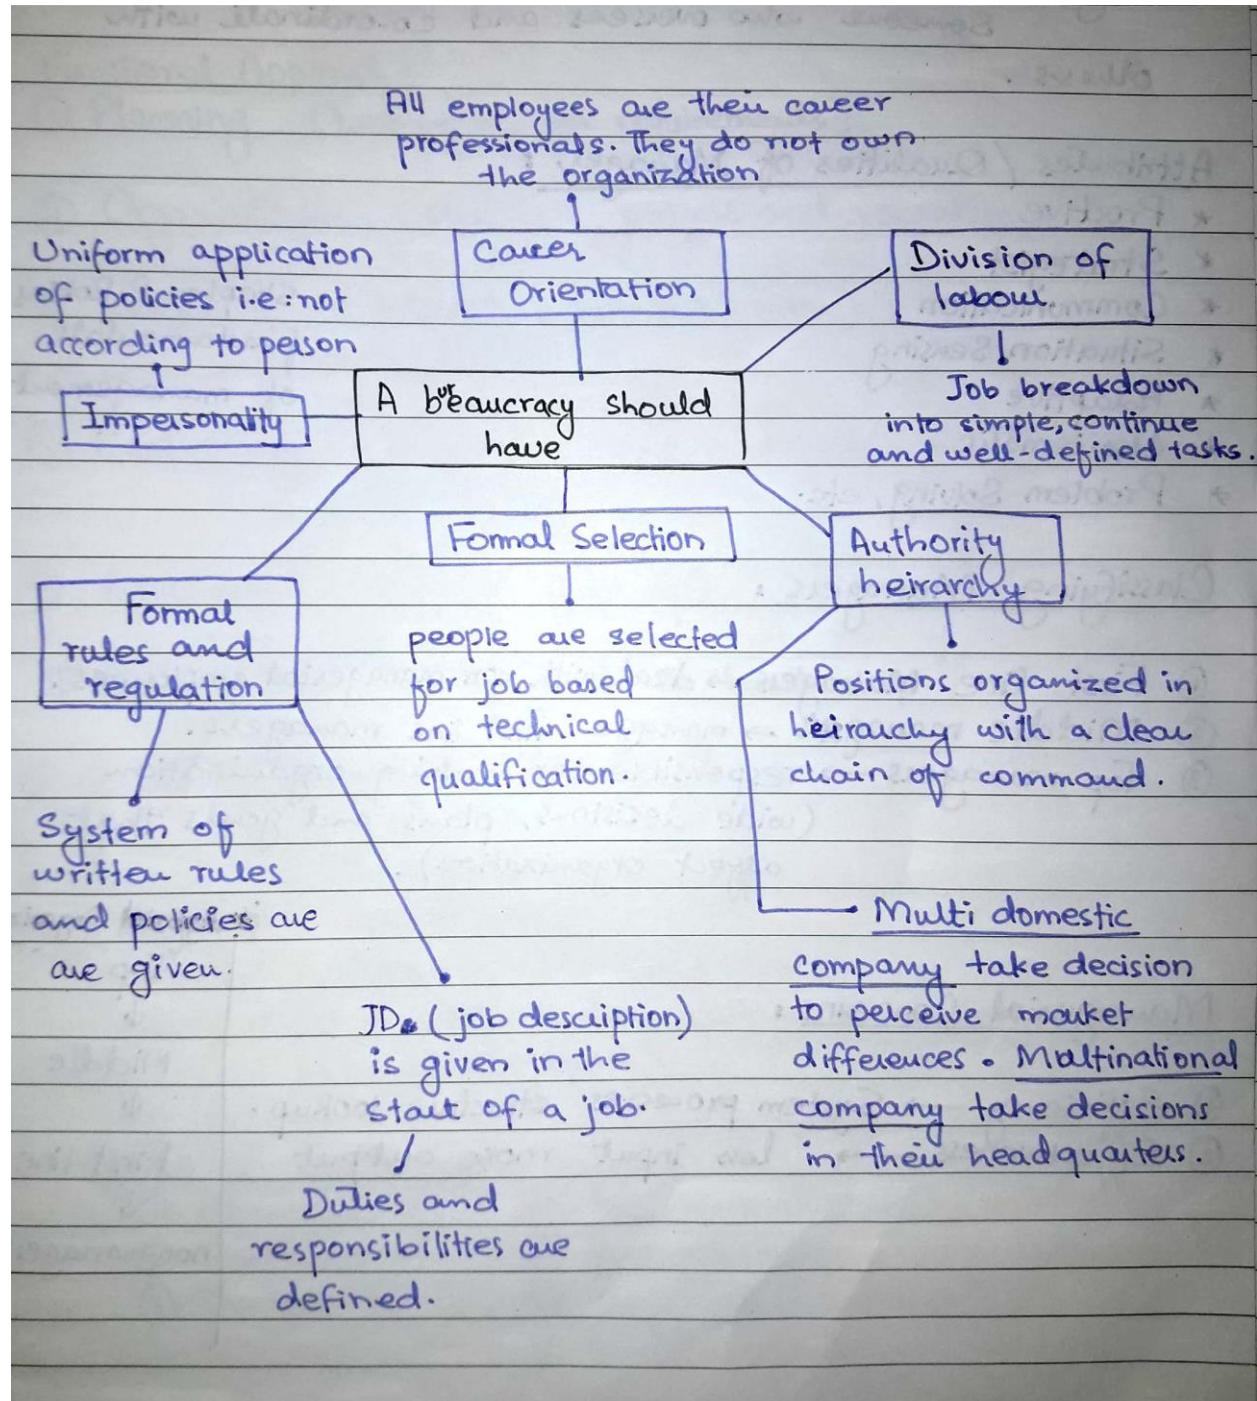 All employees are their career
professionals. They do not own
the organization
Career
Orientation
Division of
labour
Job breakdown
into simple, continue
and well-defined tasks.
Uniform application
of policies i.e: not
according to person
Impersonality
A bureaucracy should
have
Formal Selection
people are selected
for job based
on technical
qualification.
Authority
heirarchy
Positions organized in
heirarchy with a clear
chain of command.
Multi domestic
company take decision
to perceive market
differences. Multinational
company take decisions
in their headquarters.
Formal
rules and
regulation
System of
written rules
and policies are
are given.
JD. (job description)
is given in the
start of a job.
Duties and
responsibilities are
defined.